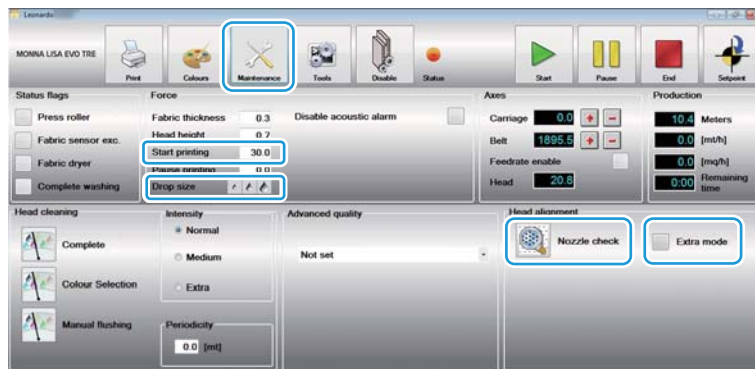 Leonardo
MONNA LISA EVO TRE
Print
Colours
Maintenance
Tools
Disable
Status
Start
Pause
End
Setpoint
Status flags
Press roller
Fabric sensor exc.
Fabric dryer
Complete washing
Force
Fabric thickness 0.3
Head height 0.7
Start printing 30.0
Pause printing 0.0
Drop size
Disable acoustic alarm
Axes
Carriage 0.0 + -
Belt 1895.5 + -
Feedrate enable
Head 20.8
Production
10.4 Meters
0.0 [mt/h]
0.0 [mq/h]
0:00 Remaining
time
Head cleaning
Complete
Colour Selection
Manual flushing
Intensity
Normal
Medium
Extra
Periodicity
0.0 [mt]
Advanced quality
Not set
Head alignment
Nozzle check
Extra mode